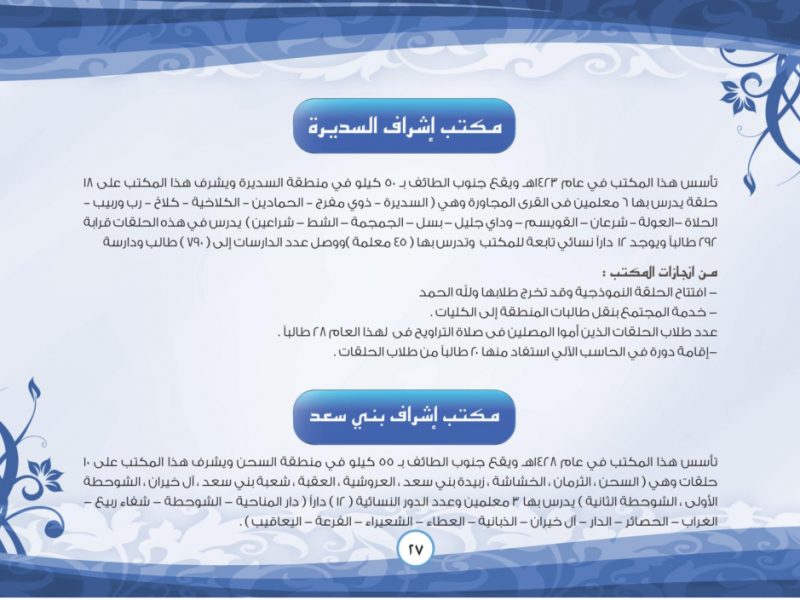 مكتب إشراف السديرة
تأسس هذا المكتب في عام ١٤٢٣هـ ويقع جنوب الطائف بـ ٥٠ كيلو في منطقة السديرة ويشرف هذا المكتب على ١٨
حلقة يدرس بها ٦ معلمين فى القرى المجاورة وهي ( السديرة – ذوي مفرح – الحمادين – الكلاخية – كلاخ – رب وربيب –
الحلاة –العولة – شرعان – القويسم – وداي جليل – بسل – الجمجمة – الشط – شراعين ) يدرس في هذه الحلقات قرابة
٢٩٢ طالباً ويوجد ١٢ داراً نسائي تابعة للمكتب وتدرس بها ( ٤٥ معلمة )ووصل عدد الدارسات إلى ( ٧٩٠ ) طالب ودارسة
من انجازات المكتب :
– افتتاح الحلقة النموذجية وقد تخرج طلابها ولله الحمد
– خدمة المجتمع بنقل طالبات المنطقة إلى الكليات .
عدد طلاب الحلقات الذين أموا المصلين فى صلاة التراويح فى لهذا العام ٢٨ طالباً .
–إقامة دورة في الحاسب الآلي استفاد منها ٢٠ طالباً من طلاب الحلقات .
مكتب إشراف بني سعد
تأسس هذا المكتب في عام ١٤٢٨هـ ويقع جنوب الطائف بـ ٥٥ كيلو في منطقة السحن ويشرف هذا المكتب على ١٠
حلقات وهي ( السحن ، الثرمان ، الخشاشة ، زبيدة بني سعد ، العروشية ، العقبة ، شعبة بني سعد ، آل خيران ، الشوحطة
الأولى ، الشوحطة الثانية ) يدرس بها ٣ معلمين وعدد الدور النسائية ( ١٢ ) داراً ( دار المناحية – الشوحطة – شفاء ربيع –
الغراب – الحصائر – الدار – آل خيران – الذبانية – العطاء – الشعيراء – الفرعة – اليعاقيب ) .
٢٧